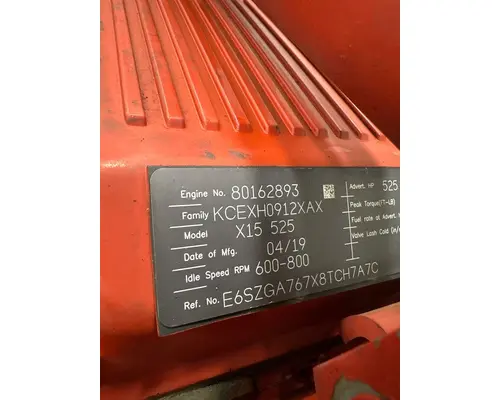 Engine No. 80162893
Family KCEXH0912XAX
Model X15 525
Date of Mfg. 04/19
Idle Speed RPM 600-800
Ref. No. E6SZGA767X8TCH7A7C
Advert. HP 525
Peak Torque(FT-LB)
Fuel rate at Advert.
Valve Lash Cold